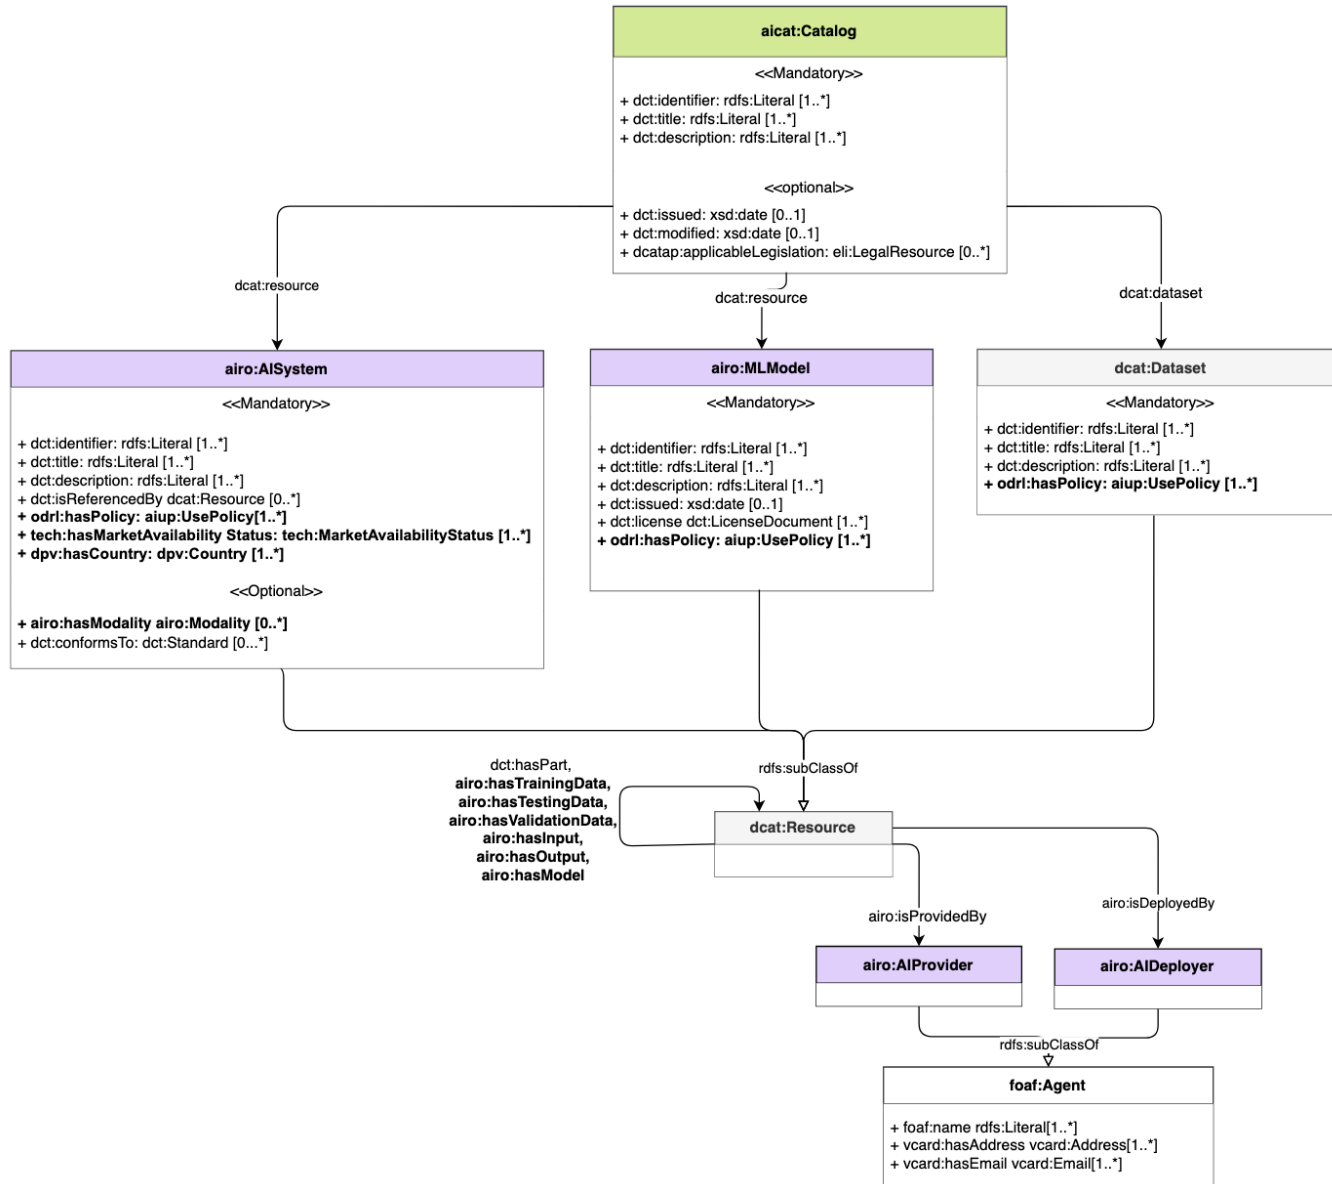 aicat:Catalog
<<Mandatory>>
+ dct:identifier: rdfs:Literal [1..*]
+ dct:title: rdfs:Literal [1..*]
+ dct:description: rdfs:Literal [1..*]
<<optional>>
+ dct:issued: xsd:date [0..1]
+ dct:modified: xsd:date [0..1]
+ dcatap:applicableLegislation: eli:LegalResource [0..*]
dcat:resource
dcat:resource
dcat:dataset
airo:AISystem
<<Mandatory>>
+ dct:identifier: rdfs:Literal [1..*]
+ dct:title: rdfs:Literal [1..*]
+ dct:description: rdfs:Literal [1..*]
+ dct:isReferencedBy dcat:Resource [0..*]
+ odrl:hasPolicy: aiup:UsePolicy[1..*]
+ tech:hasMarketAvailability Status: tech:MarketAvailabilityStatus [1..*]
+ dpv:hasCountry: dpv:Country [1..*]
<<Optional>>
+ airo:hasModality airo:Modality [0..*]
+ dct:conformsTo: dct:Standard [0...*]
airo:MLModel
<<Mandatory>>
+ dct:identifier: rdfs:Literal [1..*]
+ dct:title: rdfs:Literal [1..*]
+ dct:description: rdfs:Literal [1..*]
+ dct:issued: xsd:date [0..1]
+ dct:license dct:LicenseDocument [1..*]
+ odrl:hasPolicy: aiup:UsePolicy [1..*]
dcat:Dataset
<<Mandatory>>
+ dct:identifier: rdfs:Literal [1..*]
+ dct:title: rdfs:Literal [1..*]
+ dct:description: rdfs:Literal [1..*]
+ odrl:hasPolicy: aiup:UsePolicy [1..*]
rdfs:subClassOf
dct:hasPart,
airo:hasTrainingData,
airo:hasTestingData,
airo:hasValidationData,
airo:hasInput,
airo:hasOutput,
airo:hasModel
dcat:Resource
airo:isProvidedBy
airo:isDeployedBy
airo:AIProvider
airo:AIDeployer
rdfs:subClassOf
foaf:Agent
+ foaf:name rdfs:Literal[1..*]
+ vcard:hasAddress vcard:Address[1..*]
+ vcard:hasEmail vcard:Email[1..*]